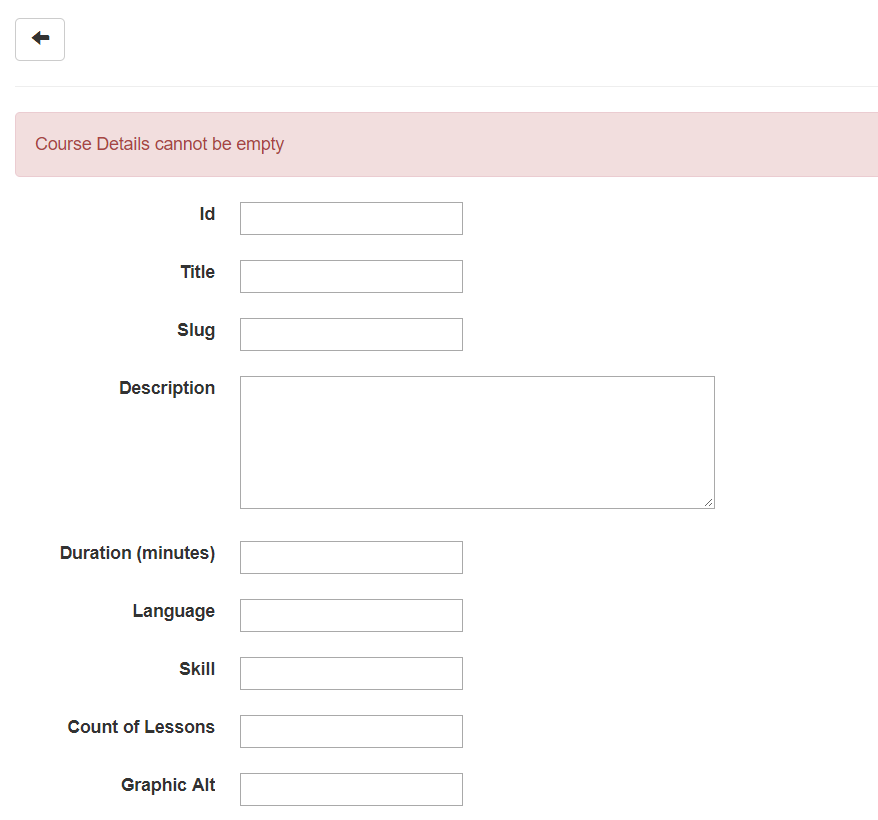 Course Details cannot be empty
Id
Title
Slug
Description
Duration (minutes)
Language
Skill
Count of Lessons
Graphic Alt